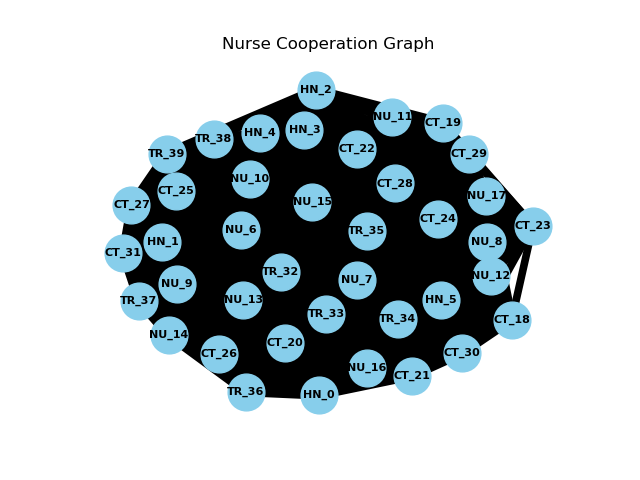 Nurse Cooperation Graph
HN_2
NU_11
CT_19
HN_3
HN_4
TR_38
CT_22
TR_39
CT_29
NU_10
CT_28
CT_25
NU_17
NU_15
CT_27
CT_24
CT_23
NU_6
TR_35
HN_1
NU_8
CT_31
TR_32
NU_12
NU_7
NU_9
NU_13
HN_5
TR_37
TR_33
TR_34
CT_18
NU_14
CT_20
CT_26
CT_30
NU_16
CT_21
TR_36
HN_0